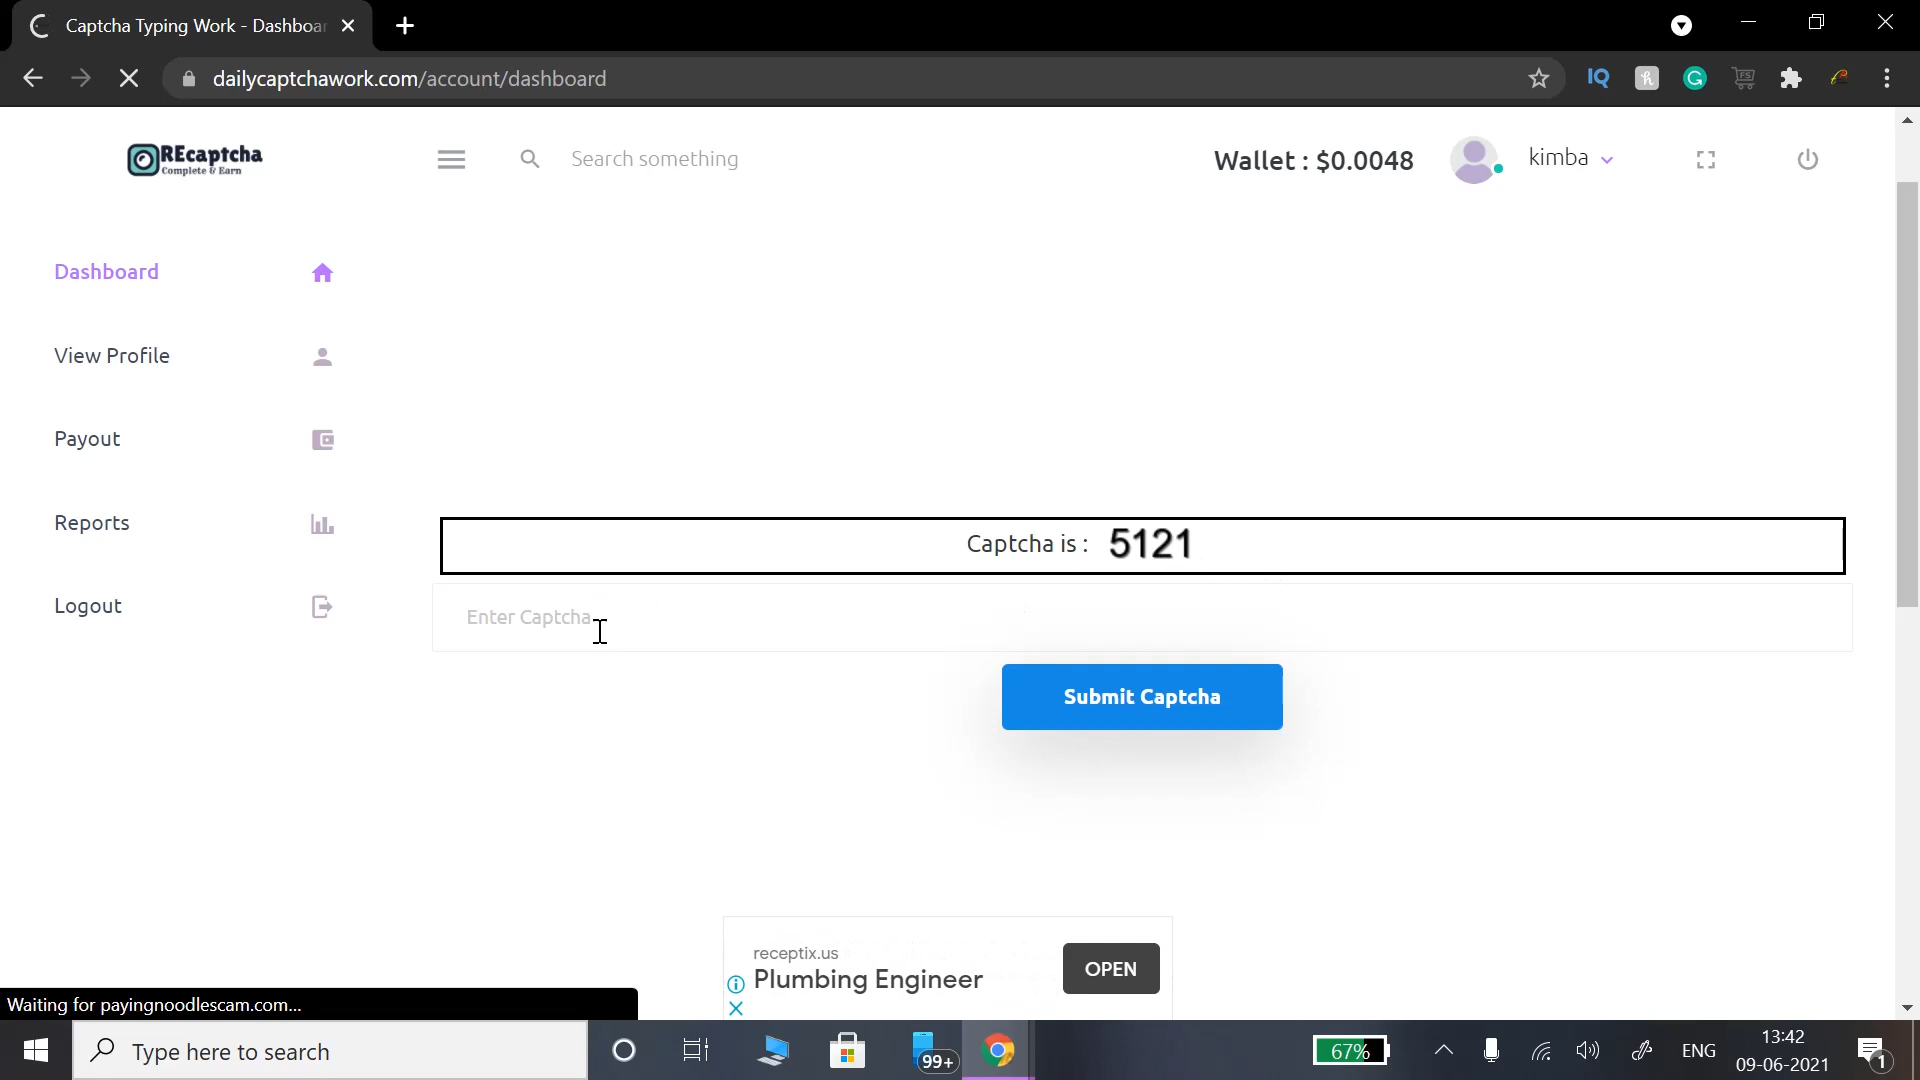 Captcha Typing Work - Dashboar
dailycaptchawork.com/account/dashboard
REcaptcha
Complete & Earn
Search something
Wallet : $0.0048
kimba
Dashboard
View Profile
Payout
Reports
Logout
Captcha is : 5121
Enter Captcha
Submit Captcha
receptix.us
Plumbing Engineer
OPEN
Waiting for payingnoodlescam.com...
Type here to search
99+
67%
ENG
13:42
09-06-2021
1